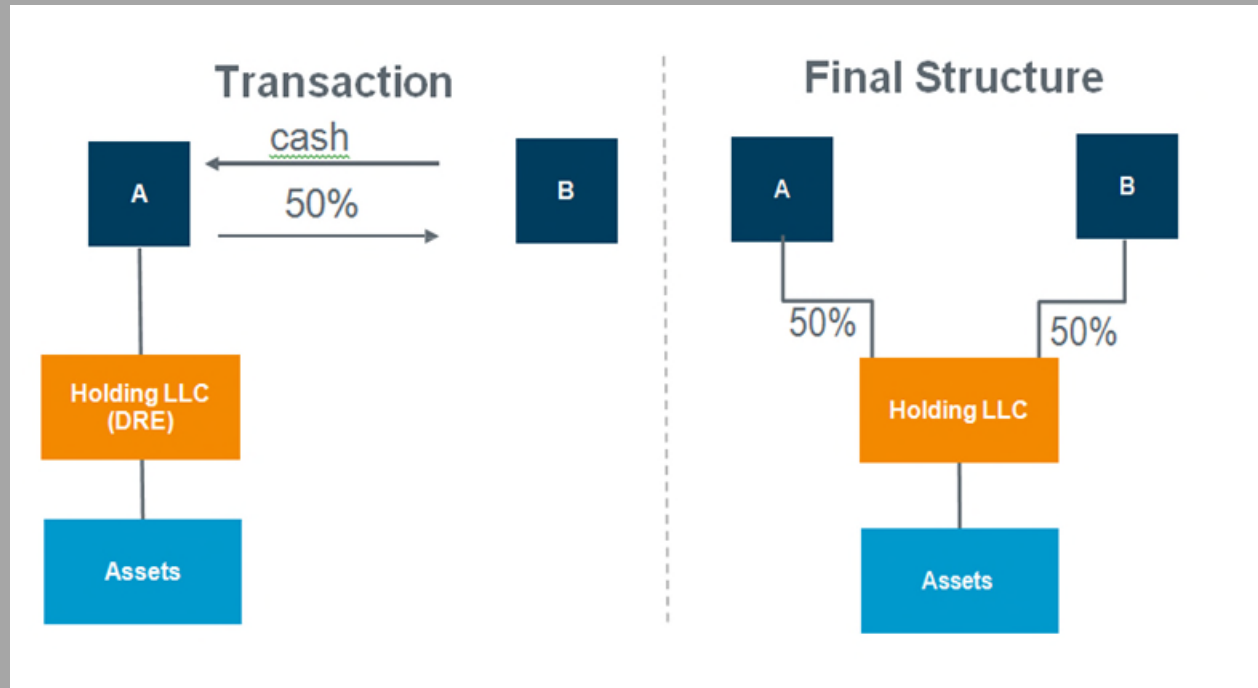 Transaction
cash
50%
A
B
Holding LLC
(DRE)
Assets
Final Structure
A
B
50%
50%
Holding LLC
Assets